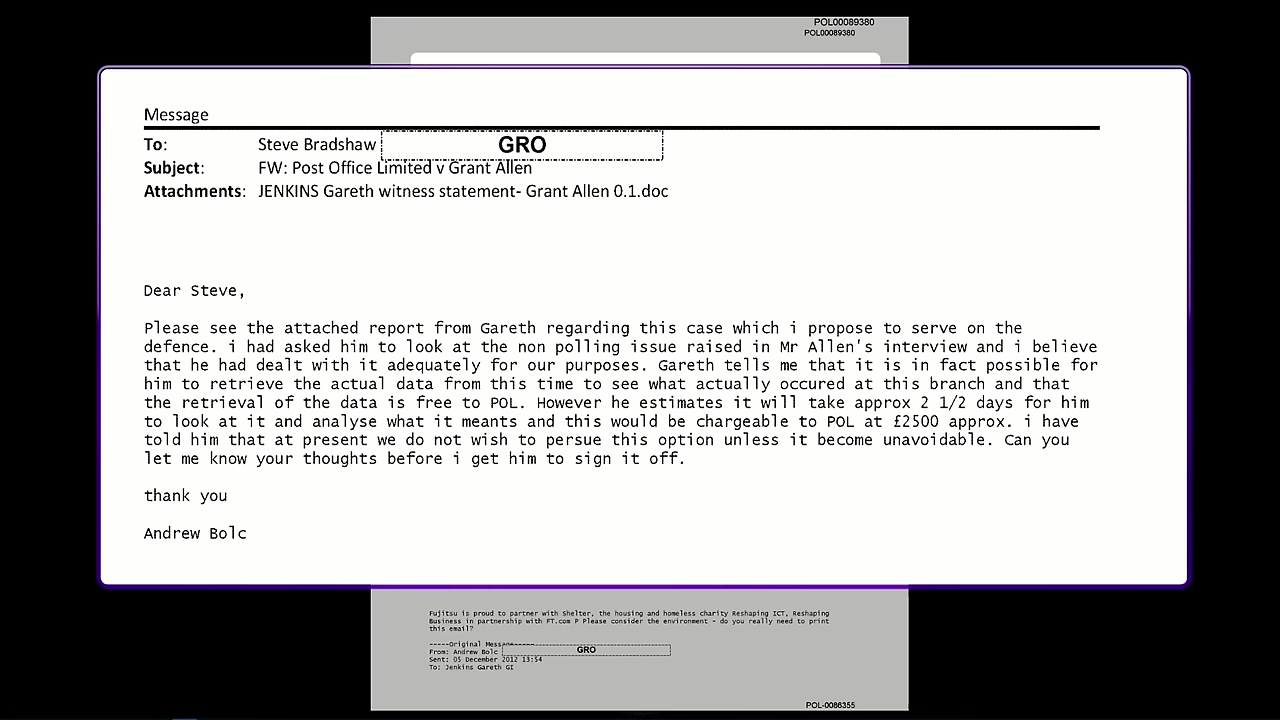 POL00089380
POL00089380
Message
To: Steve Bradshaw GRO
Subject: FW: Post Office Limited v Grant Allen
Attachments: JENKINS Gareth witness statement- Grant Allen 0.1.doc
Dear Steve,
Please see the attached report from Gareth regarding this case which i propose to serve on the
defence. i had asked him to look at the non polling issue raised in Mr Allen's interview and i believe
that he had dealt with it adequately for our purposes. Gareth tells me that it is in fact possible for
him to retrieve the actual data from this time to see what actually occured at this branch and that
the retrieval of the data is free to POL. However he estimates it will take approx 2 1/2 days for him
to look at it and analyse what it meants and this would be chargeable to POL at £2500 approx. i have
told him that at present we do not wish to persue this option unless it become unavoidable. Can you
let me know your thoughts before i get him to sign it off.
thank you
Andrew Bolc
Fujitsu is proud to partner with Shelter, the housing and homeless charity Reshaping ICT, Reshaping
Business in partnership with FT.com P Please consider the environment - do you really need to print
this email?
-----Original Message-----
From: Andrew Bolc GRO
Sent: 05 December 2012 13:54
To: Jenkins Gareth GI
POL-0086355